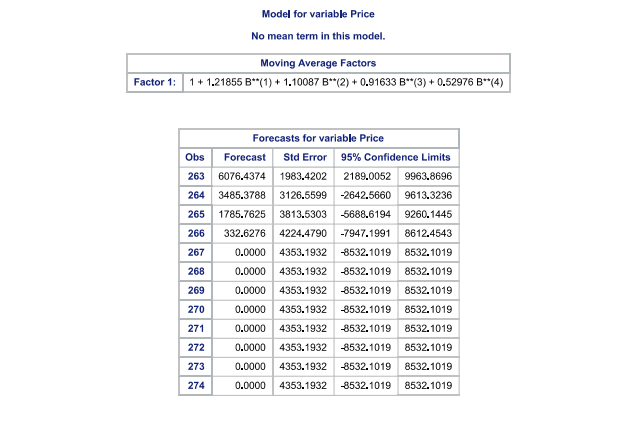 Model for variable Price
No mean term in this model.
Moving Average Factors
Factor 1: 1 + 1.21855 B**(1) + 1.10087 B**(2) + 0.91633 B**(3) + 0.52976 B**(4)
Forecasts for variable Price
Obs Forecast Std Error 95% Confidence Limits
263 6076.4374 1983.4202 2189.0052 9963.8696
264 3485.3788 3126.5599 -2642.5660 9613.3236
265 1785.7625 3813.5303 -5688.6194 9260.1445
266 332.6276 4224.4790 -7947.1991 8612.4543
267 0.0000 4353.1932 -8532.1019 8532.1019
268 0.0000 4353.1932 -8532.1019 8532.1019
269 0.0000 4353.1932 -8532.1019 8532.1019
270 0.0000 4353.1932 -8532.1019 8532.1019
271 0.0000 4353.1932 -8532.1019 8532.1019
272 0.0000 4353.1932 -8532.1019 8532.1019
273 0.0000 4353.1932 -8532.1019 8532.1019
274 0.0000 4353.1932 -8532.1019 8532.1019